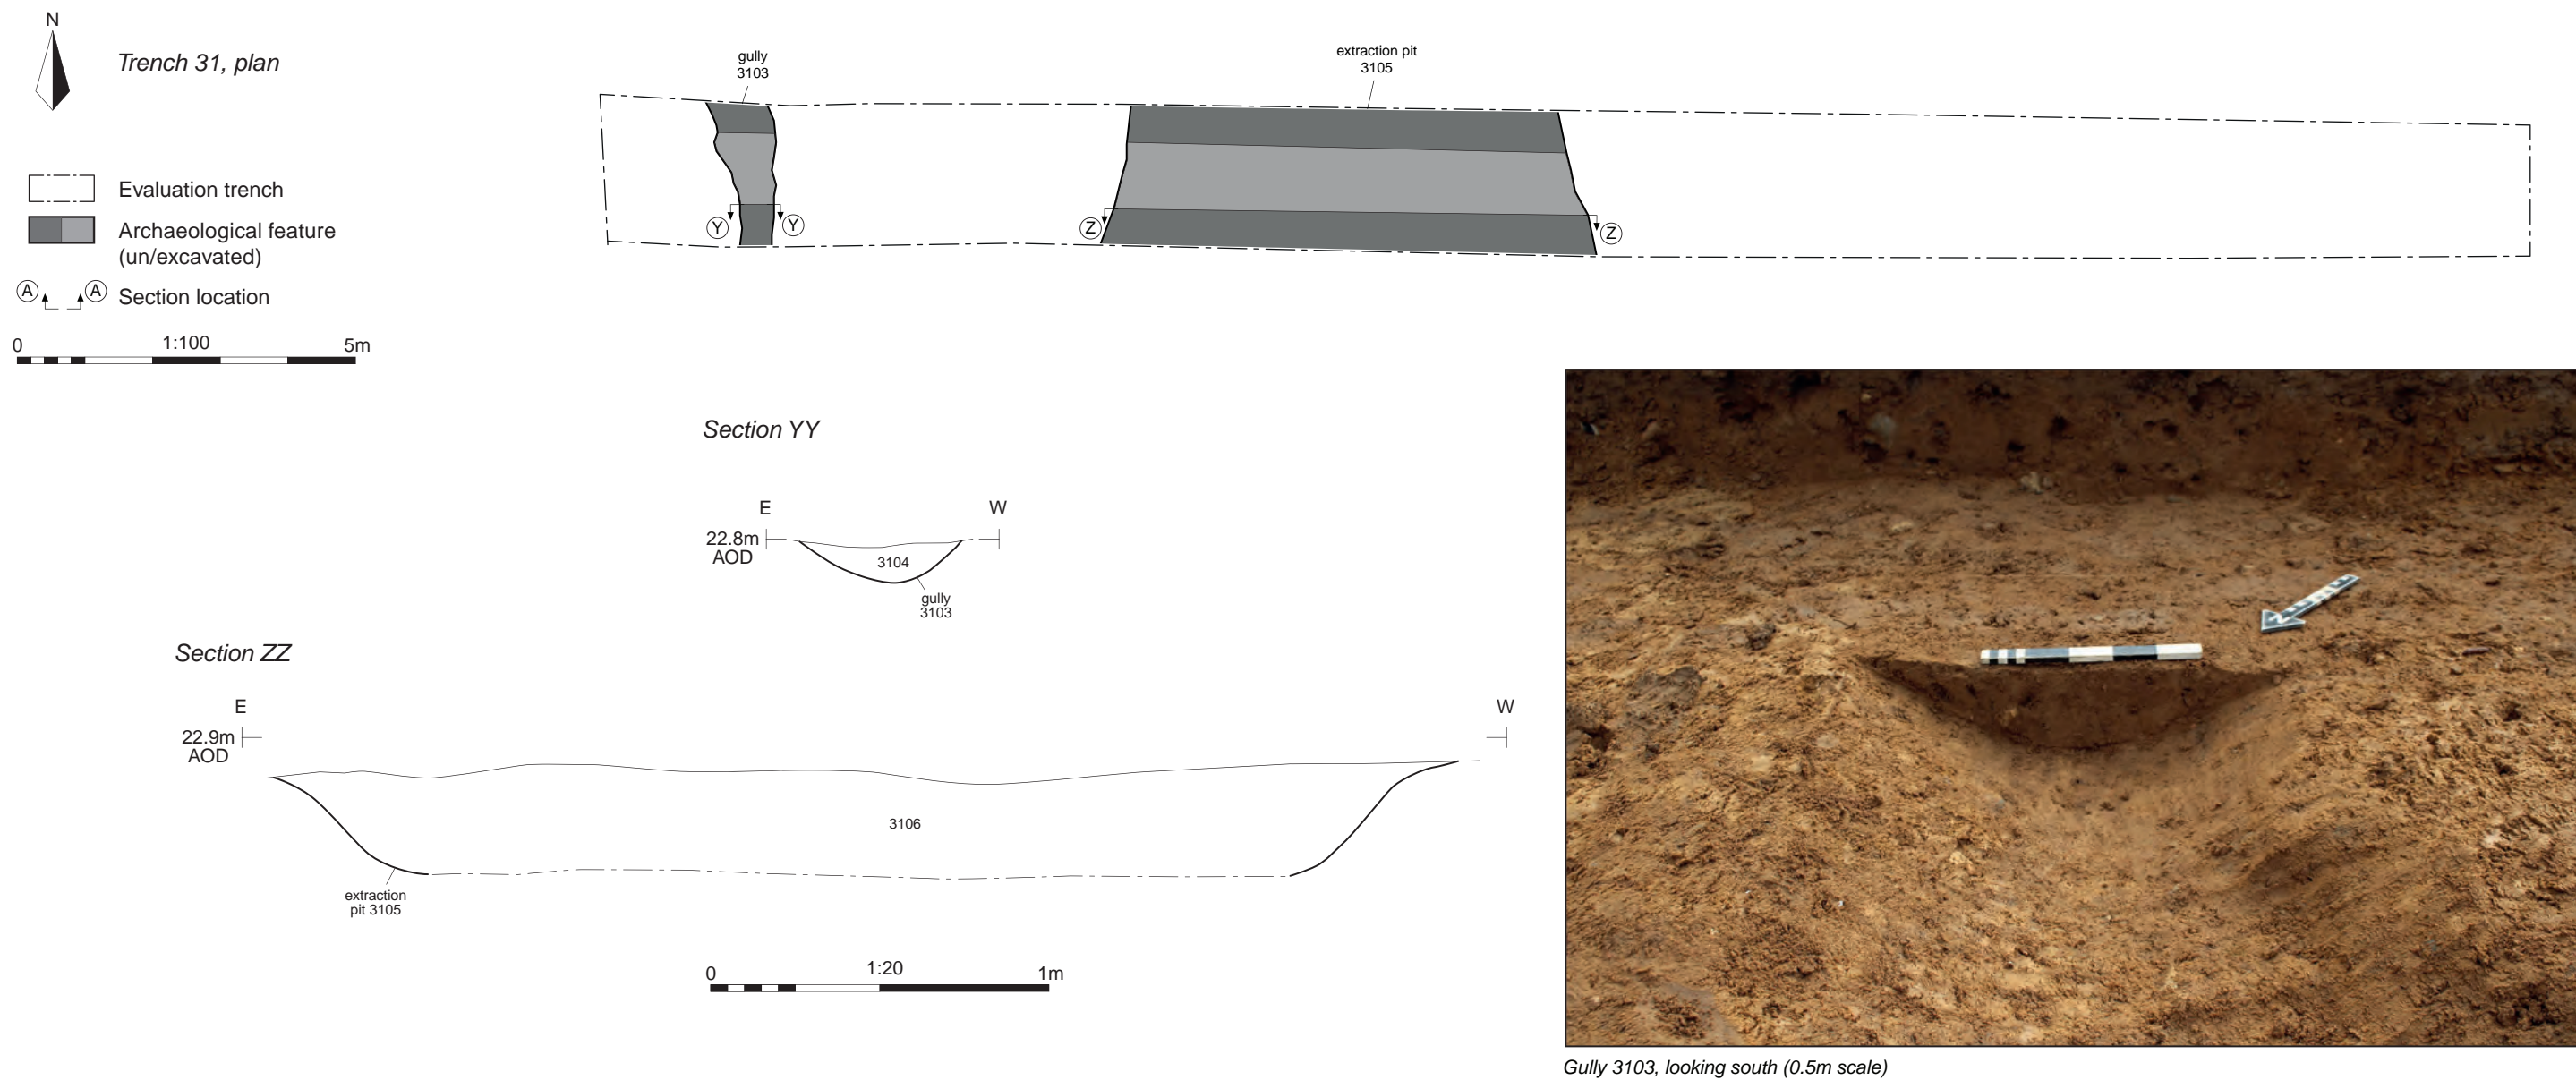 N
Trench 31, plan
gully
3103
extraction pit
3105
Y
Y
Z
Z
Evaluation trench
Archaeological feature
(un/excavated)
A
A
Section location
0
1:100
5m
Section YY
E
W
22.8m
AOD
3104
gully
3103
Section ZZ
E
W
22.9m
AOD
3106
extraction
pit 3105
0
1:20
1m
N
Gully 3103, looking south (0.5m scale)